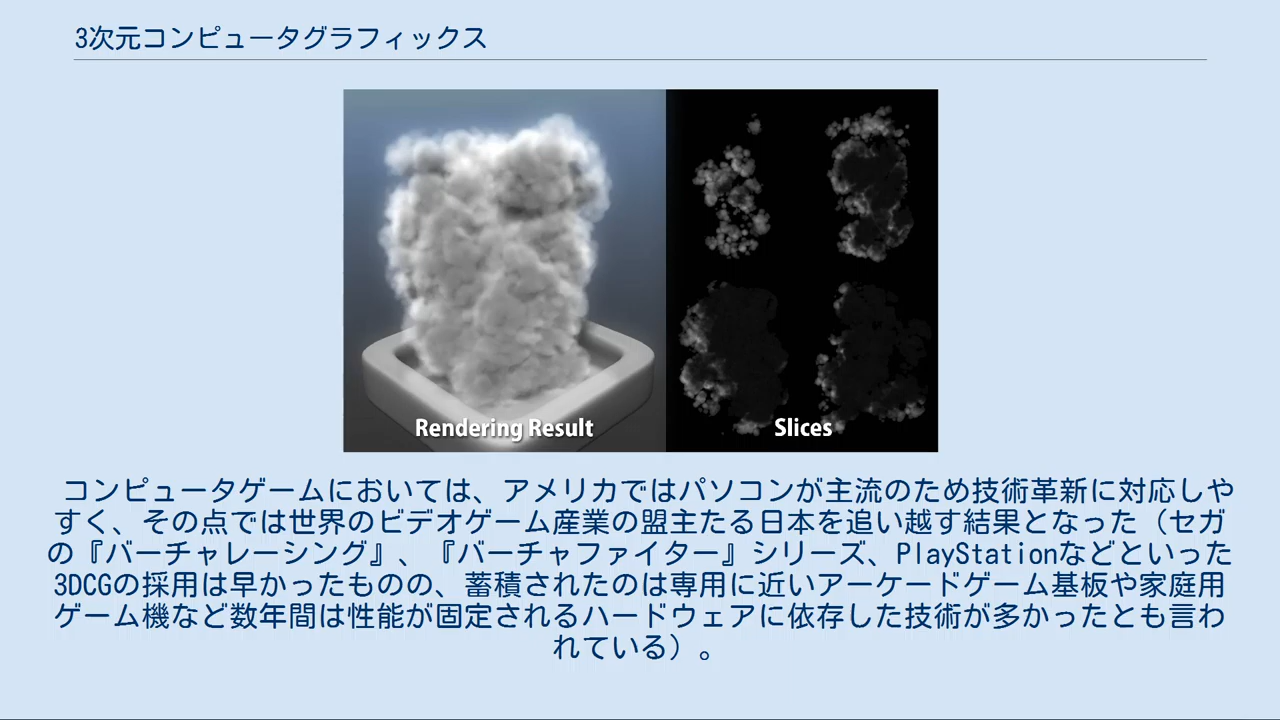 3次元コンピュータグラフィックス
Rendering Result
Slices
コンピュータゲームにおいては、アメリカではパソコンが主流のため技術革新に対応しや
すく、その点では世界のビデオゲーム産業の盟主たる日本を追い越す結果となった（セガ
の『バーチャレーシング』、『バーチャファイター』シリーズ、PlayStationなどといった
3DCGの採用は早かったものの、蓄積されたのは専用に近いアーケードゲーム基板や家庭用
ゲーム機など数年間は性能が固定されるハードウェアに依存した技術が多かったとも言わ
れている）。